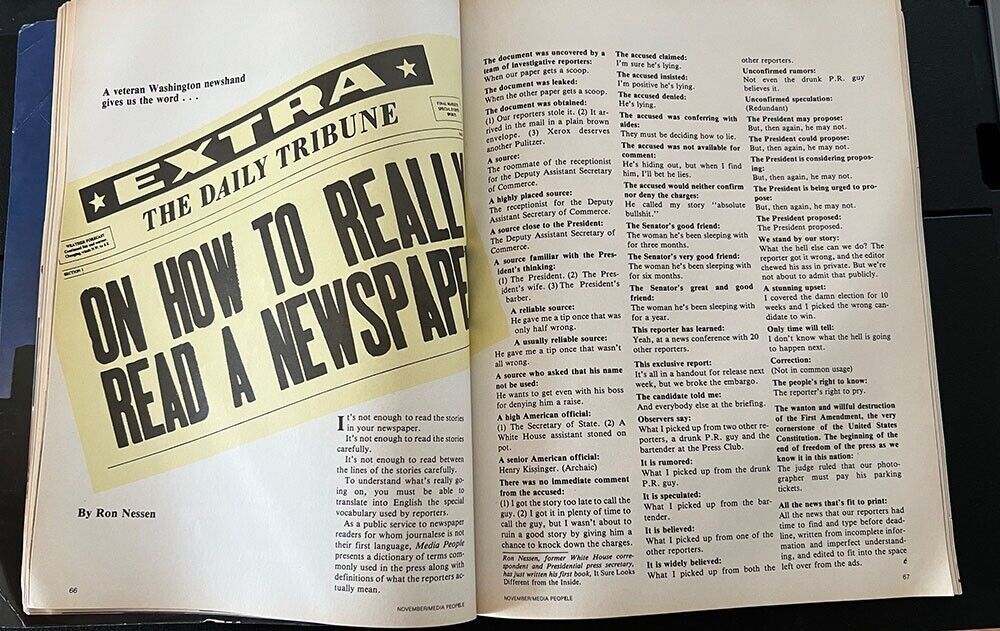 A veteran Washington newshand
gives us the word . . .
EXTRA
THE DAILY TRIBUNE
WEATHER FORECAST
SECTION 1
ON HOW TO REALLY
READ A NEWSPAPE
It's not enough to read the stories
in your newspaper.
It's not enough to read the stories
carefully.
It's not enough to read between
the lines of the stories carefully.
To understand what's really go-
ing on, you must be able to
translate into English the special
vocabulary used by reporters.
As a public service to newspaper
readers for whom journalese is not
their first language, Media People
presents a dictionary of terms com-
monly used in the press along with
definitions of what the reporters ac-
tually mean.
By Ron Nessen
66
NOVEMBER/MEDIA PEOPLE
The document was uncovered by a
team of investigative reporters:
When our paper gets a scoop.
The document was leaked:
When the other paper gets a scoop.
The document was obtained:
(1) Our reporters stole it. (2) It ar-
rived in the mail in a plain brown
envelope. (3) Xerox deserves
another Pulitzer.
A source:
The roommate of the receptionist
for the Deputy Assistant Secretary
of Commerce.
A highly placed source:
The receptionist for the Deputy
Assistant Secretary of Commerce.
A source close to the President:
The Deputy Assistant Secretary of
Commerce.
A source familiar with the Pres-
ident's thinking:
(1) The President. (2) The Pres-
ident's wife. (3) The President's
barber.
A reliable source:
He gave me a tip once that was
only half wrong.
A usually reliable source:
He gave me a tip once that wasn't
all wrong.
A source who asked that his name
not be used:
He wants to get even with his boss
for denying him a raise.
A high American official:
(1) The Secretary of State. (2) A
White House assistant stoned on
pot.
A senior American official:
Henry Kissinger. (Archaic)
There was no immediate comment
from the accused:
(1) I got the story too late to call the
guy. (2) I got it in plenty of time to
call the guy, but I wasn't about to
ruin a good story by giving him a
chance to knock down the charges.
Ron Nessen, former White House corre-
spondent and Presidential press secretary,
has just written his first book, It Sure Looks
Different from the Inside.
The accused claimed:
I'm sure he's lying.
The accused insisted:
I'm positive he's lying.
The accused denied:
He's lying.
The accused was conferring with
aides:
They must be deciding how to lie.
The accused was not available for
comment:
He's hiding out, but when I find
him, I'll bet he lies.
The accused would neither confirm
nor deny the charges:
He called my story "absolute
bullshit."
The Senator's good friend:
The woman he's been sleeping with
for three months.
The Senator's very good friend:
The woman he's been sleeping with
for six months.
The Senator's great and good
friend:
The woman he's been sleeping with
for a year.
This reporter has learned:
Yeah, at a news conference with 20
other reporters.
This exclusive report:
It's all in a handout for release next
week, but we broke the embargo.
The candidate told me:
And everybody else at the briefing.
Observers say:
What I picked up from two other re-
porters, a drunk P.R. guy and the
bartender at the Press Club.
It is rumored:
What I picked up from the drunk
P.R. guy.
It is speculated:
What I picked up from the bar-
tender.
It is believed:
What I picked up from one of the
other reporters.
It is widely believed:
What I picked up from both the
other reporters.
Unconfirmed rumors:
Not even the drunk P.R. guy
believes it.
Unconfirmed speculation:
(Redundant)
The President may propose:
But, then again, he may not.
The President could propose:
But, then again, he may not.
The President is considering propos-
ing:
But, then again, he may not.
The President is being urged to pro-
pose:
But, then again, he may not.
The President proposed:
The President proposed.
We stand by our story:
What the hell else can we do? The
reporter got it wrong, and the editor
chewed his ass in private. But we're
not about to admit that publicly.
A stunning upset:
I covered the damn election for 10
weeks and I picked the wrong can-
didate to win.
Only time will tell:
I don't know what the hell is going
to happen next.
Correction:
(Not in common usage)
The people's right to know:
The reporter's right to pry.
The wanton and willful destruction
of the First Amendment, the very
cornerstone of the United States
Constitution. The beginning of the
end of freedom of the press as we
know it in this nation:
The judge ruled that our photo-
grapher must pay his parking
tickets.
All the news that's fit to print:
All the news that our reporters had
time to find and type before dead-
line, written from incomplete infor-
mation and imperfect understand-
ing, and edited to fit into the space
left over from the ads.
67
NOVEMBER/MEDIA PEOPLE